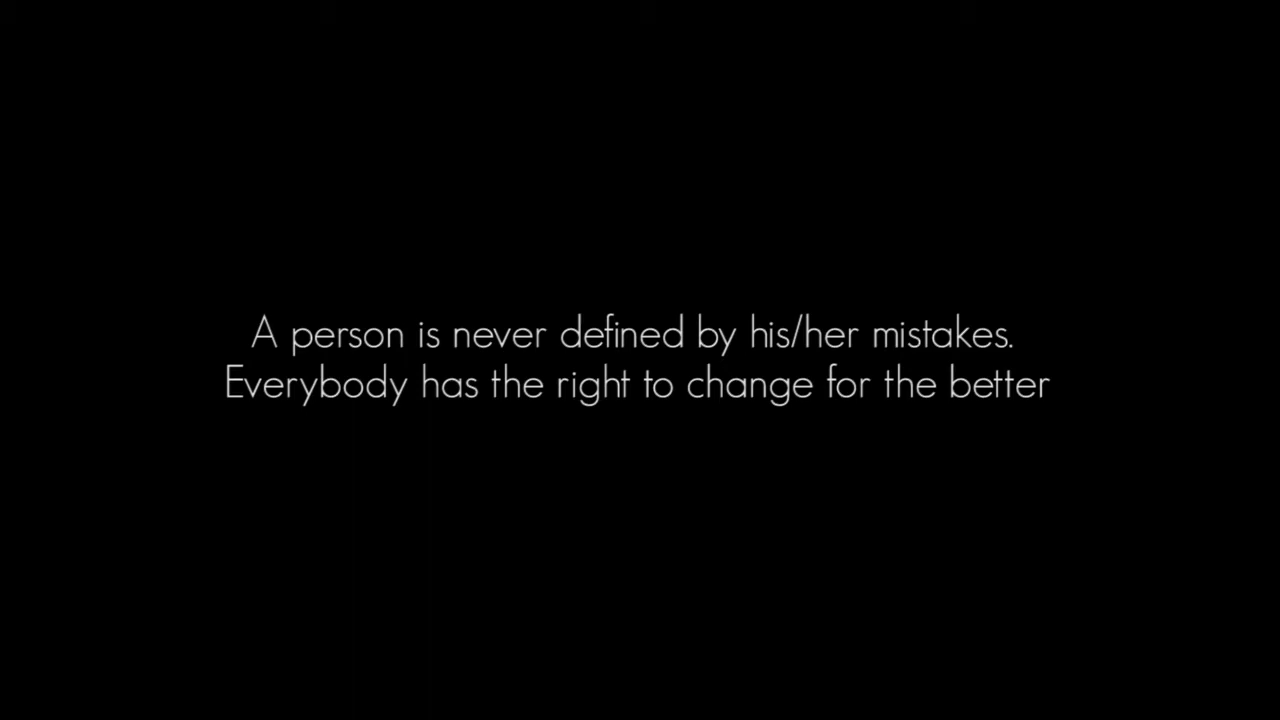 A person is never defined by his/her mistakes.
Everybody has the right to change for the better